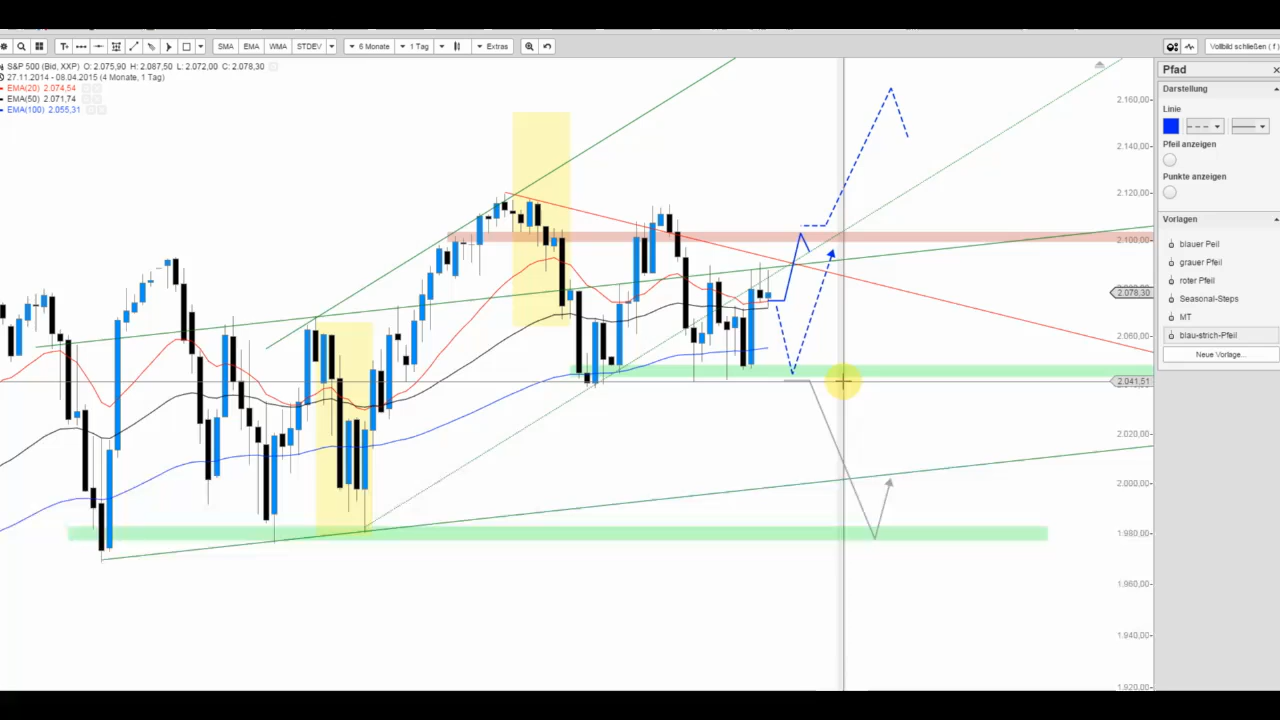 T
SMA EMA WMA STDEV 6 Monate 1 Tag Extras Vollbild schließen ( f )
S&P 500 (Bid, XXP) O: 2.075,90 H: 2.087,50 L: 2.072,00 C: 2.078,30
27.11.2014 - 08.04.2015 (4 Monate, 1 Tag)
EMA(20) 2.074,54
EMA(50) 2.071,74
EMA(100) 2.055,31
2.160,00
2.140,00
2.120,00
2.100,00
2.078,30
2.060,00
2.041,51
2.020,00
2.000,00
1.980,00
1.960,00
1.940,00
1.920,00
Pfad
Darstellung
Linie
Pfeil anzeigen
Punkte anzeigen
Vorlagen
blauer Peil
grauer Pfeil
roter Pfeil
Seasonal-Steps
MT
blau-strich-Pfeil
Neue Vorlage...